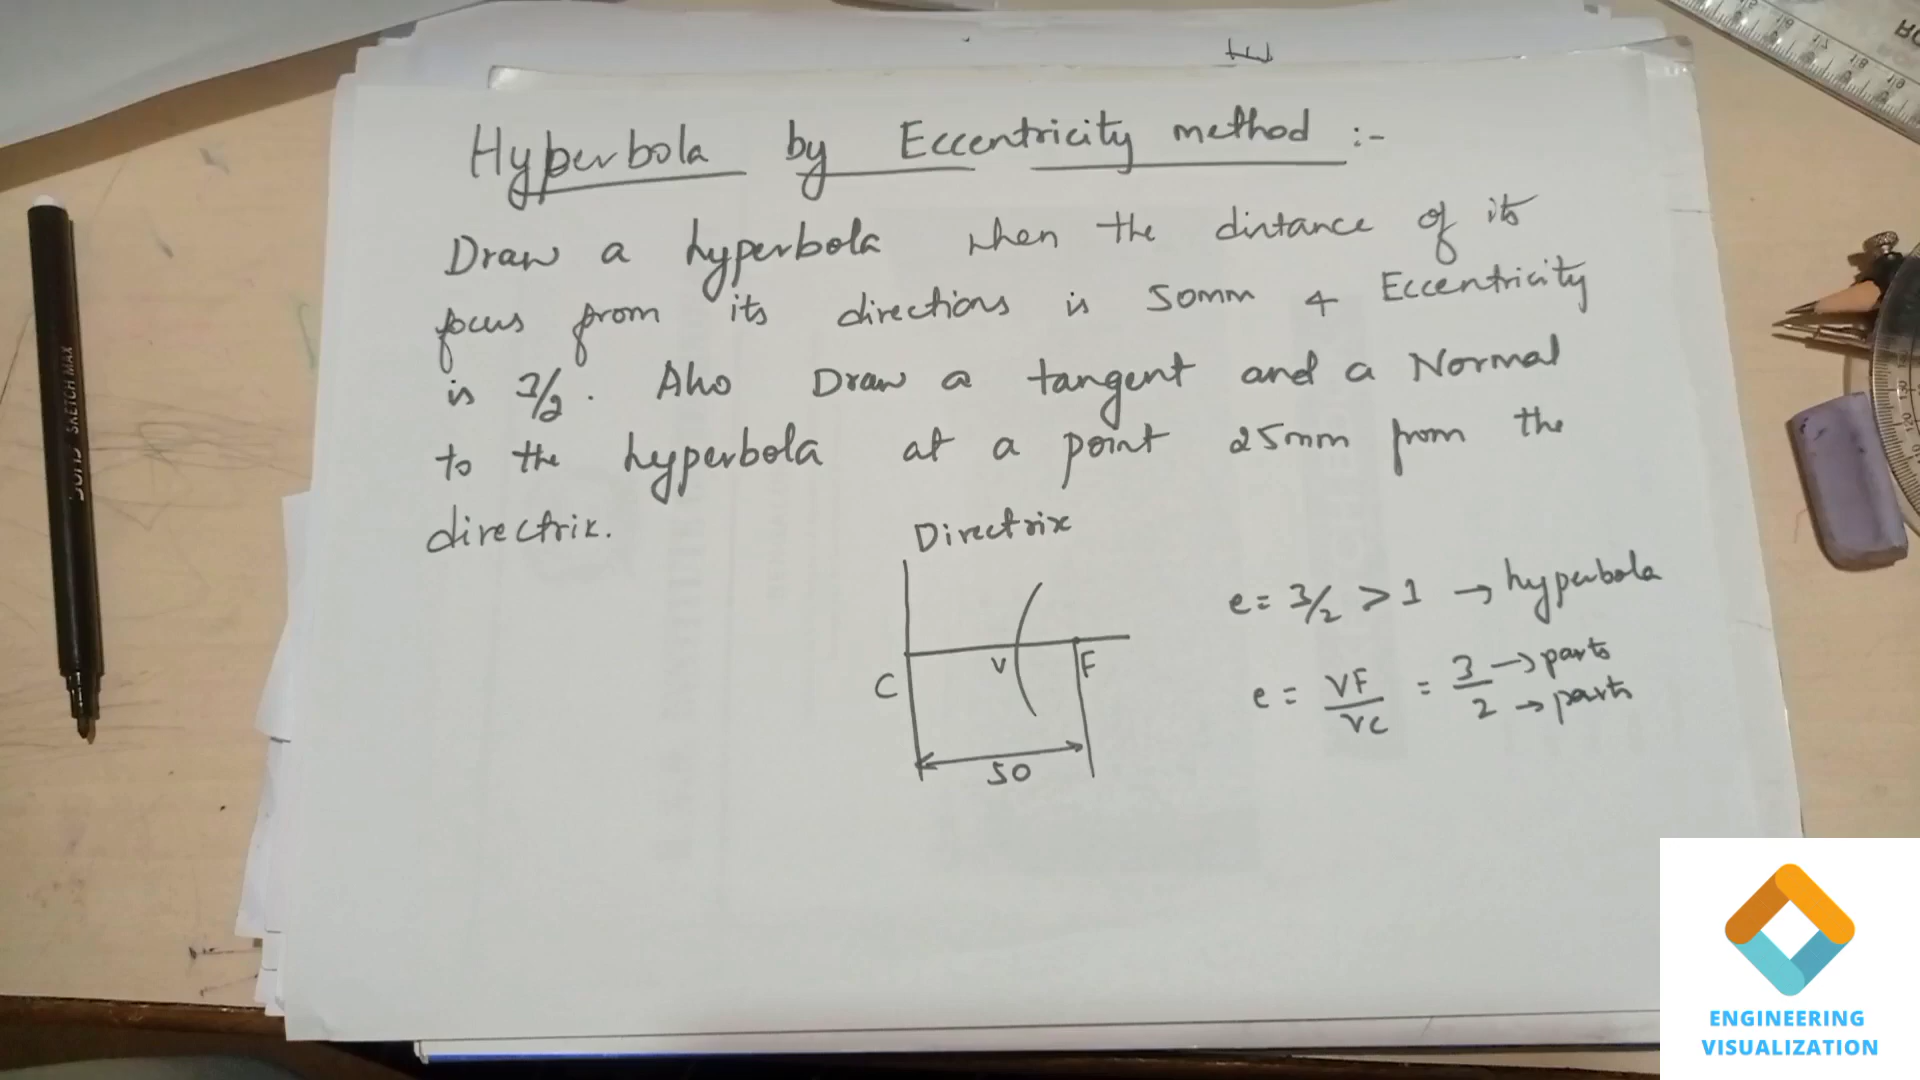 Hyperbola by Eccentricity method :-
Draw a hyperbola when the distance of its
focus from its directions is 50mm & Eccentricity
is 3/2. Also Draw a tangent and a Normal
to the hyperbola at a point 25mm from the
directrix.
Directrix
C V F
50
e = 3/2 > 1 → hyperbola
e = VF/VC = 3 → parts / 2 → parts
SKETCH MAX
ENGINEERING
VISUALIZATION